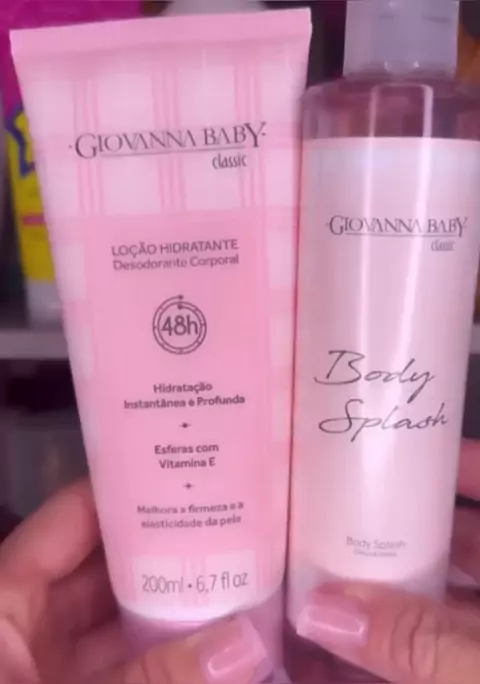 GIOVANNA BABY
classic
LOÇÃO HIDRATANTE
Desodorante Corporal
48h
Hidratação
Instantânea e Profunda
Esferas com
Vitamina E
Melhora a firmeza e a
elasticidade da pele
200ml • 6,7 fl oz
GIOVANNA BABY
classic
Body
Splash
Body Splash